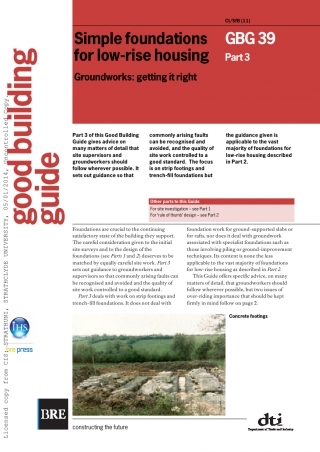 CI/SfB (11)
Simple foundations
for low-rise housing
GBG 39
Part 3
Groundworks: getting it right
good building
guide
Part 3 of this Good Building
Guide gives advice on
many matters of detail that
site supervisors and
groundworkers should
follow wherever possible. It
sets out guidance so that
commonly arising faults
can be recognised and
avoided, and the quality of
site work controlled to a
good standard. The focus
is on strip footings and
trench-fill foundations but
the guidance given is
applicable to the vast
majority of foundations for
low-rise housing described
in Part 2.
Other parts to this Guide
For site investigation – see Part 1
For 'rule of thumb' design – see Part 2
Foundations are crucial to the continuing
satisfactory state of the building they support.
The careful consideration given to the initial
site surveys and to the design of the
foundations (see Parts 1 and 2) deserves to be
matched by equally careful site work. Part 3
sets out guidance to groundworkers and
supervisors so that commonly arising faults can
be recognised and avoided and the quality of
site work controlled to a good standard.
Part 3 deals with work on strip footings and
trench-fill foundations. It does not deal with
foundation work for ground-supported slabs or
for rafts, nor does it deal with groundwork
associated with specialist foundations such as
those involving piling or ground-improvement
techniques. Its content is none the less
applicable to the vast majority of foundations
for low-rise housing as described in Part 2.
This Guide offers specific advice, on many
matters of detail, that groundworkers should
follow wherever possible, but two issues of
over-riding importance that should be kept
firmly in mind follow on page 2.
Concrete footings
IHS
bre press
BRE
constructing the future
dti
Department of Trade and Industry
Licensed copy from CIS: STRATHUNI, STRATHCLYDE UNIVERSITY, 05/01/2014, Uncontrolled Copy.